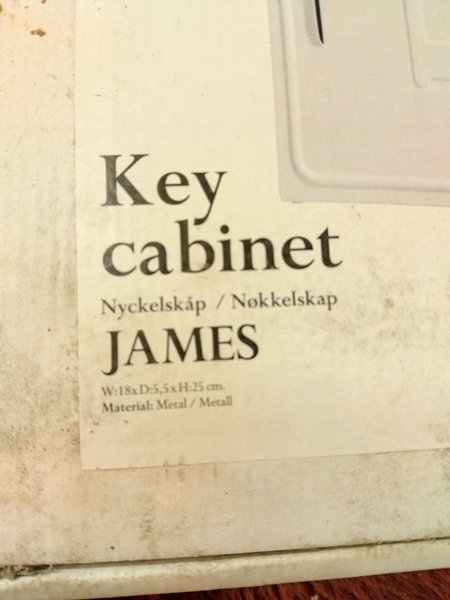 Key
cabinet
Nyckelskåp / Nøkkelskap
JAMES
W:18xD:5,5xH:25 cm.
Material: Metal / Metall